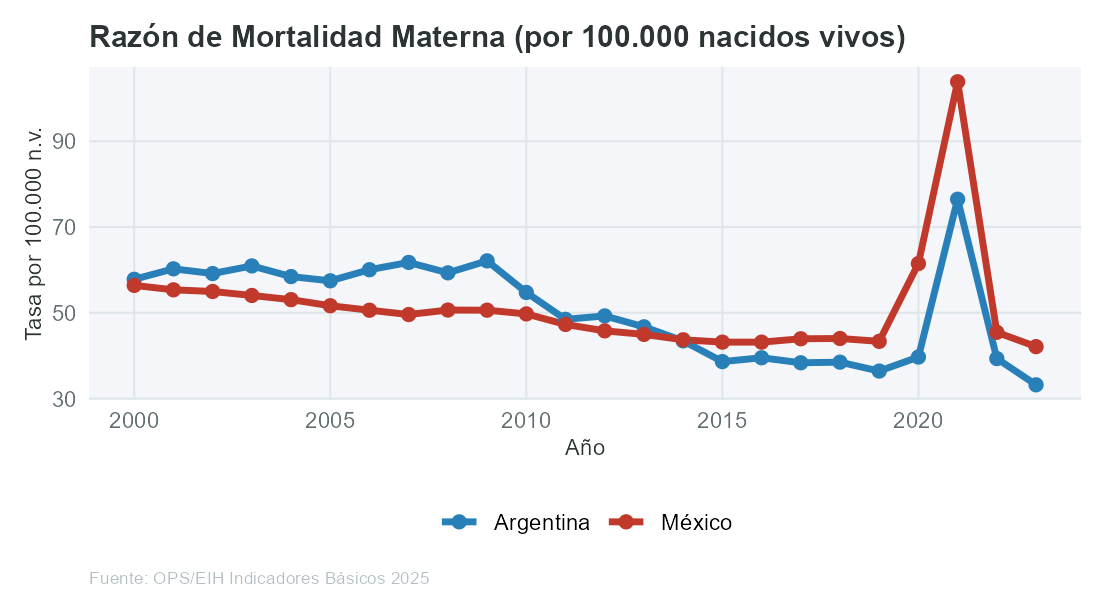 Razón de Mortalidad Materna (por 100.000 nacidos vivos)
Tasa por 100.000 n.v.
90
70
50
30
2000 2005 2010 2015 2020
Año
Argentina México
Fuente: OPS/EIH Indicadores Básicos 2025